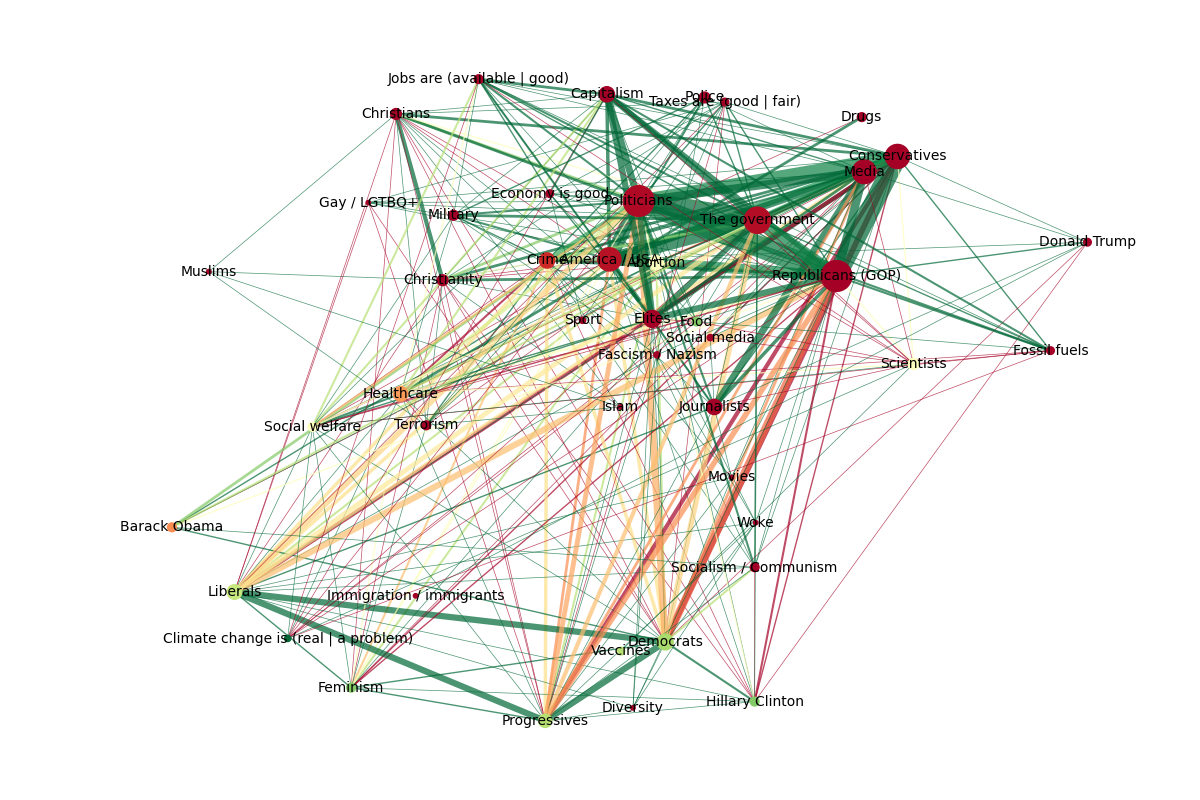 Jobs are (available | good)
Capitalism
Police
Taxes are (good | fair)
Christians
Drugs
Conservatives
Media
Economy is good
Politicians
Gay / LGTBQ+
Military
The government
Donald Trump
Crime
America / USA
Abortion
Muslims
Christianity
Republicans (GOP)
Sport
Elites
Food
Social media
Fascism / Nazism
Fossil fuels
Scientists
Healthcare
Islam
Journalists
Social welfare
Terrorism
Movies
Barack Obama
Woke
Socialism / Communism
Liberals
Immigration / immigrants
Climate change is (real | a problem)
Democrats
Vaccines
Feminism
Hillary Clinton
Diversity
Progressives